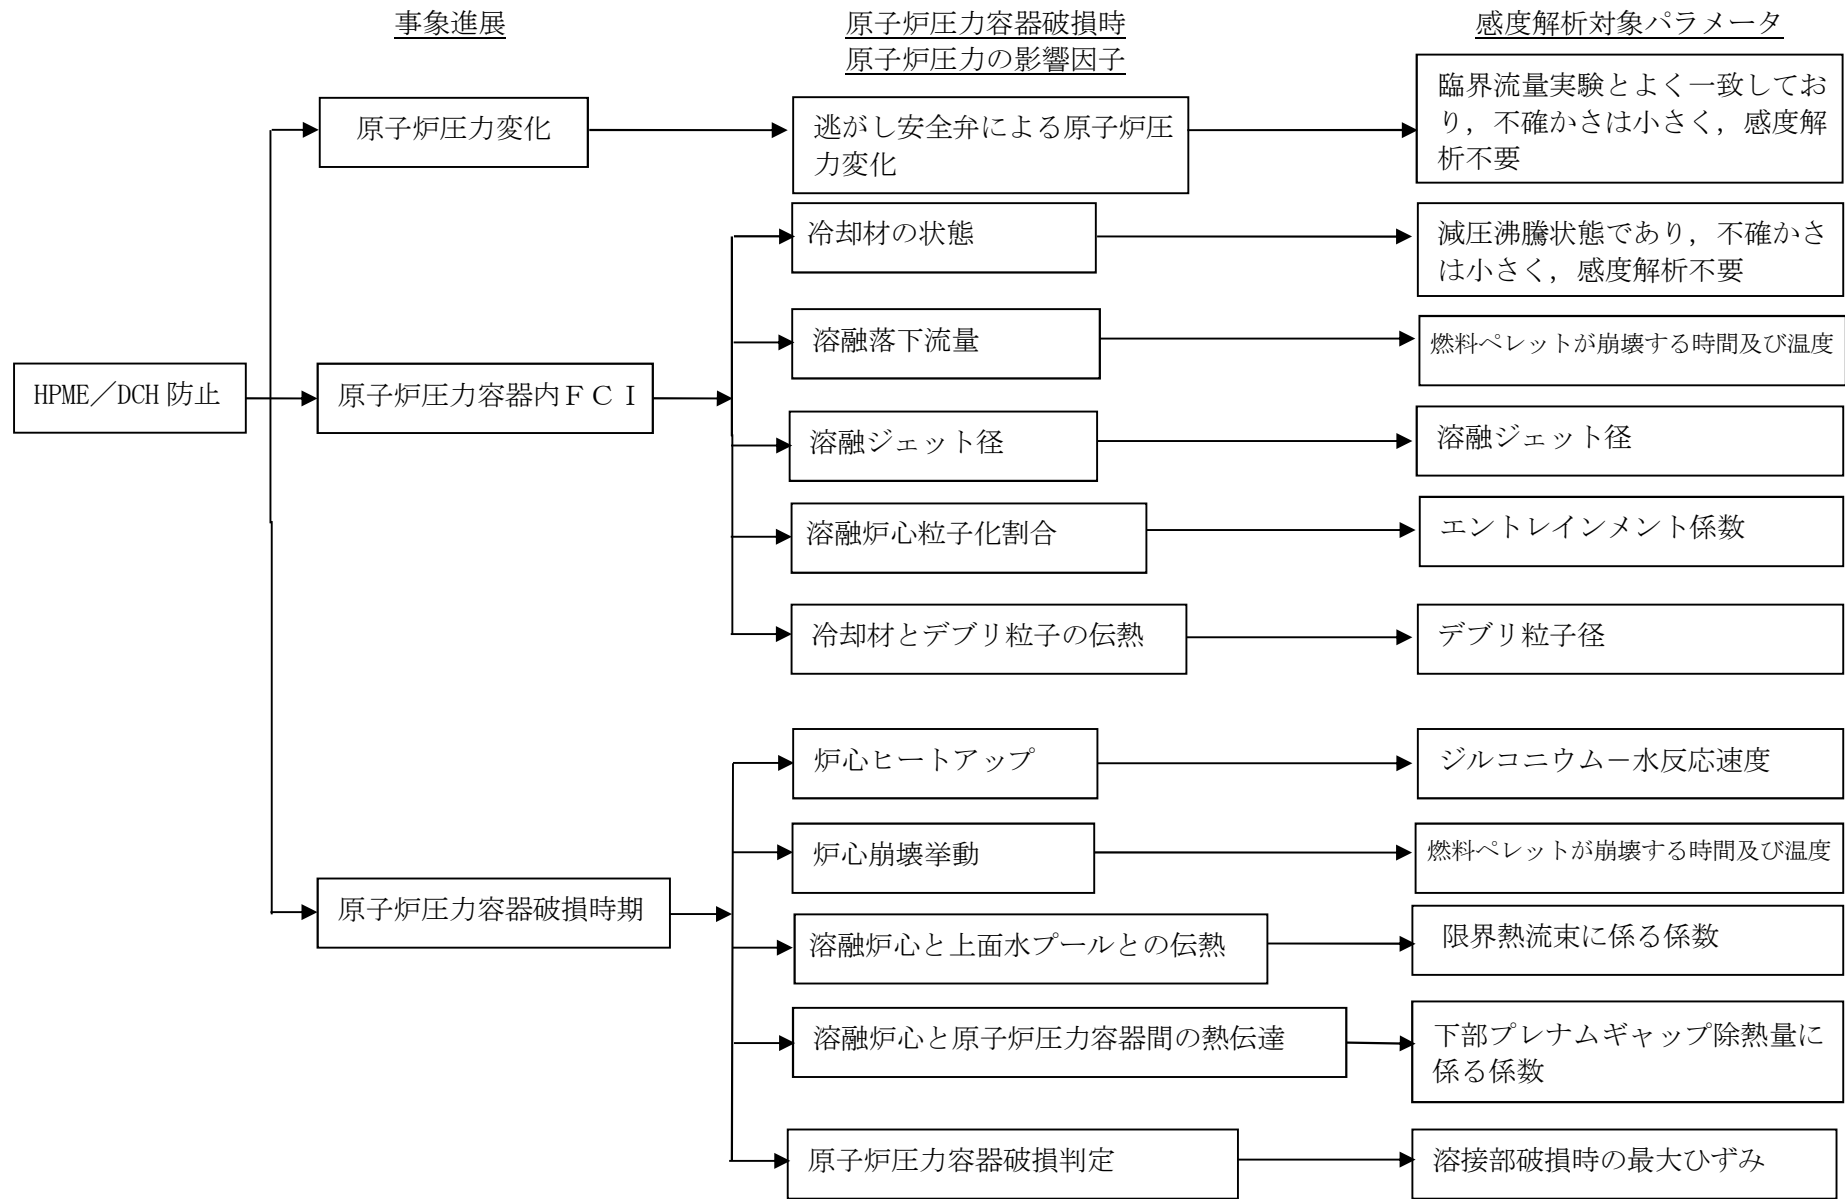 事象進展
原子炉圧力容器破損時
原子炉圧力の影響因子
感度解析対象パラメータ
HPME／DCH 防止
原子炉圧力変化
逃がし安全弁による原子炉圧
力変化
臨界流量実験とよく一致してお
り，不確かさは小さく，感度解
析不要
原子炉圧力容器内ＦＣＩ
冷却材の状態
減圧沸騰状態であり，不確かさ
は小さく，感度解析不要
溶融落下流量
燃料ペレットが崩壊する時間及び温度
溶融ジェット径
溶融ジェット径
溶融炉心粒子化割合
エントレインメント係数
冷却材とデブリ粒子の伝熱
デブリ粒子径
原子炉圧力容器破損時期
炉心ヒートアップ
ジルコニウム－水反応速度
炉心崩壊挙動
燃料ペレットが崩壊する時間及び温度
溶融炉心と上面水プールとの伝熱
限界熱流束に係る係数
溶融炉心と原子炉圧力容器間の熱伝達
下部プレナムギャップ除熱量に
係る係数
原子炉圧力容器破損判定
溶接部破損時の最大ひずみ